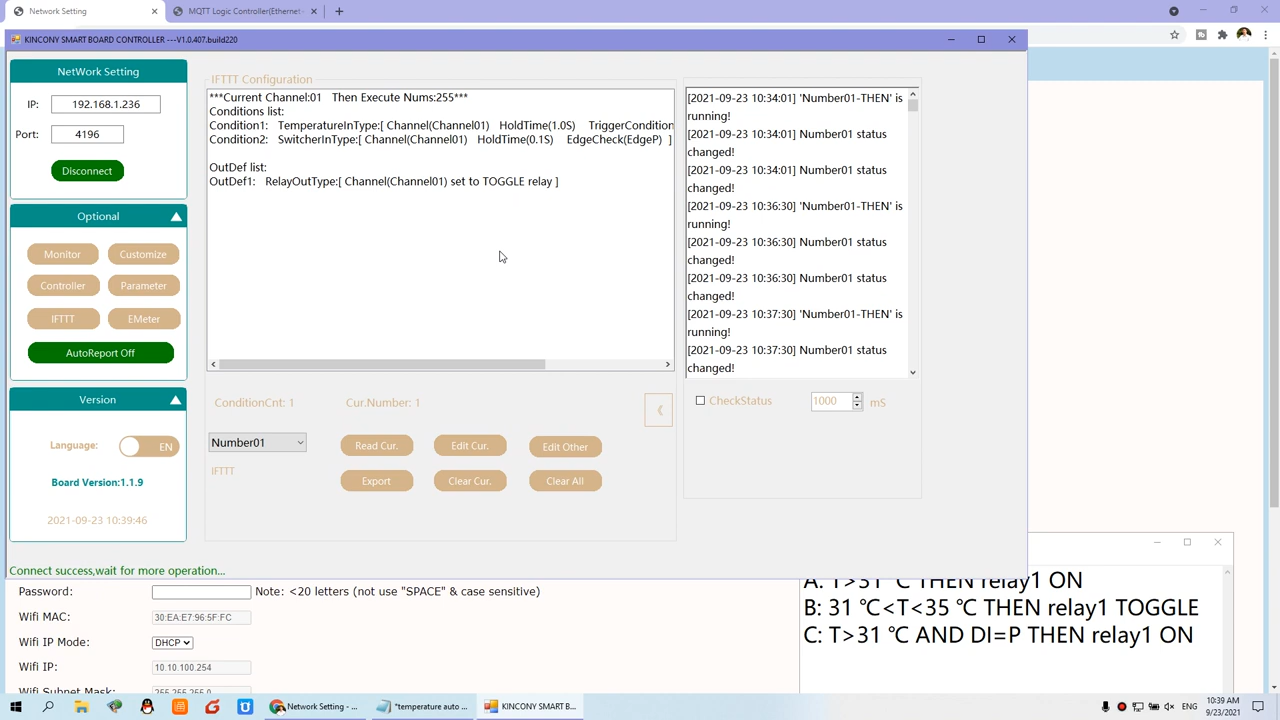 Network Setting
MQTT Logic Controller(Ethernet
KINCONY SMART BOARD CONTROLLER ---V1.0.407.build220
NetWork Setting
IP: 192.168.1.236
Port: 4196
Disconnect
Optional
Monitor Customize
Controller Parameter
IFTTT EMeter
AutoReport Off
Version
Language: EN
Board Version:1.1.9
2021-09-23 10:39:46
Connect success,wait for more operation...
IFTTT Configuration
***Current Channel:01 Then Execute Nums:255***
Conditions list:
Condition1: TemperatureInType:[ Channel(Channel01) HoldTime(1.0S) TriggerCondition
Condition2: SwitcherInType:[ Channel(Channel01) HoldTime(0.1S) EdgeCheck(EdgeP) ]
OutDef list:
OutDef1: RelayOutType:[ Channel(Channel01) set to TOGGLE relay ]
ConditionCnt: 1 Cur.Number: 1
《
Number01 Read Cur. Edit Cur. Edit Other
IFTTT
Export Clear Cur. Clear All
[2021-09-23 10:34:01] 'Number01-THEN' is
running!
[2021-09-23 10:34:01] Number01 status
changed!
[2021-09-23 10:34:01] Number01 status
changed!
[2021-09-23 10:36:30] 'Number01-THEN' is
running!
[2021-09-23 10:36:30] Number01 status
changed!
[2021-09-23 10:36:30] Number01 status
changed!
[2021-09-23 10:37:30] 'Number01-THEN' is
running!
[2021-09-23 10:37:30] Number01 status
changed!
CheckStatus 1000 mS
Password: Note: <20 letters (not use "SPACE" & case sensitive)
Wifi MAC: 30:EA:E7:96:5F:FC
Wifi IP Mode: DHCP
Wifi IP: 10.10.100.254
Wifi Subnet Mask: 255.255.255.0
A: T>31 ℃ THEN relay1 ON
B: 31 ℃<T<35 ℃ THEN relay1 TOGGLE
C: T>31 ℃ AND DI=P THEN relay1 ON
Network Setting - ...
*temperature auto ...
KINCONY SMART B...
ENG
10:39 AM
9/23/2021